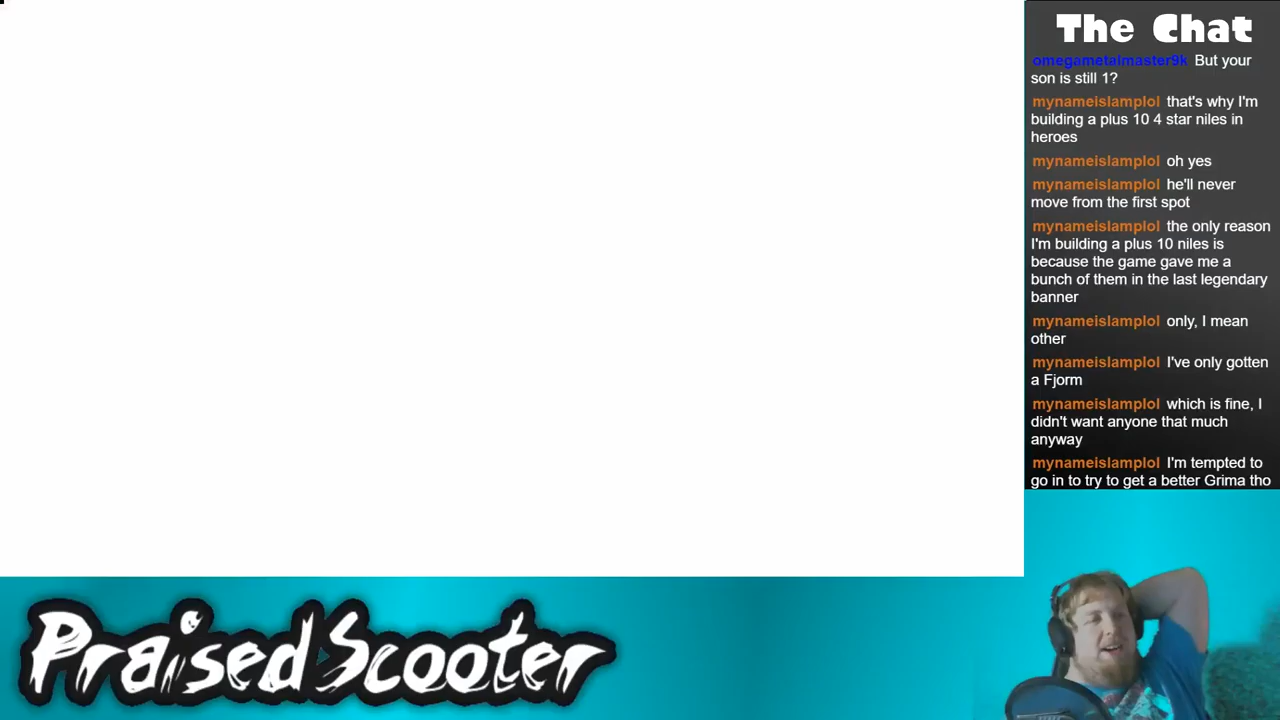 The Chat
omegametalmaster9k But your
son is still 1?
mynameislamplol that's why I'm
building a plus 10 4 star niles in
heroes
mynameislamplol oh yes
mynameislamplol he'll never
move from the first spot
mynameislamplol the only reason
I'm building a plus 10 niles is
because the game gave me a
bunch of them in the last legendary
banner
mynameislamplol only, I mean
other
mynameislamplol I've only gotten
a Fjorm
mynameislamplol which is fine, I
didn't want anyone that much
anyway
mynameislamplol I'm tempted to
go in to try to get a better Grima tho
PraisedScooter